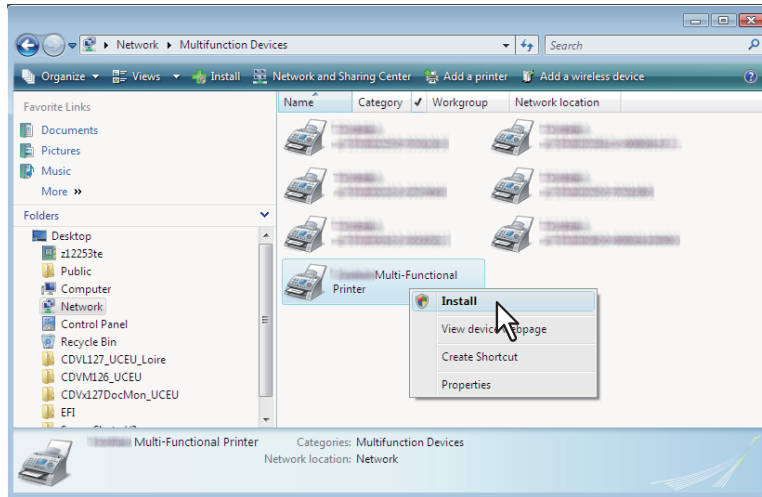 Network ▸ Multifunction Devices
Search
Organize Views Install Network and Sharing Center Add a printer Add a wireless device
Name Category Workgroup Network location
Favorite Links
Documents
Pictures
Music
More »
Folders
Desktop
z12253te
Public
Computer
Network
Control Panel
Recycle Bin
CDVL127_UCEU_Loire
CDVM126_UCEU
CDVx127DocMon_UCEU
EFI
Multi-Functional
Printer
Install
View device webpage
Create Shortcut
Properties
Multi-Functional Printer Categories: Multifunction Devices
Network location: Network